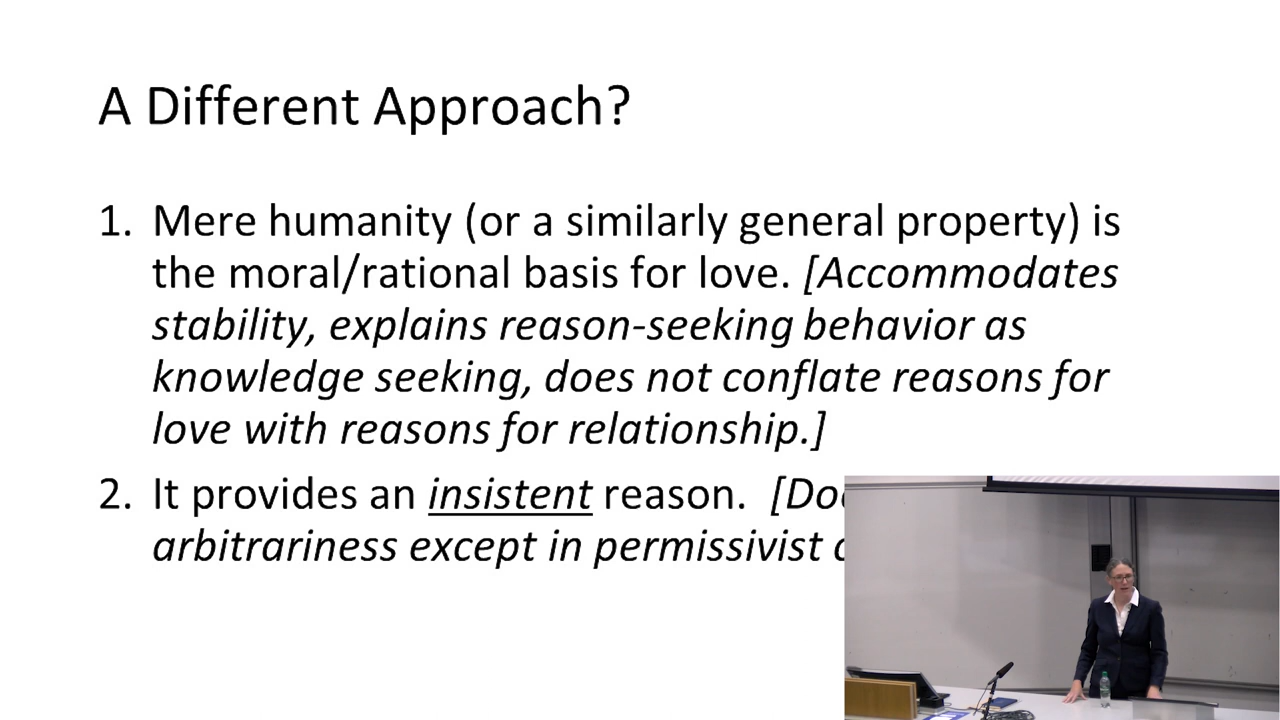 A Different Approach?
1. Mere humanity (or a similarly general property) is
the moral/rational basis for love. [Accommodates
stability, explains reason-seeking behavior as
knowledge seeking, does not conflate reasons for
love with reasons for relationship.]
2. It provides an insistent reason.
arbitrariness except in permissivist